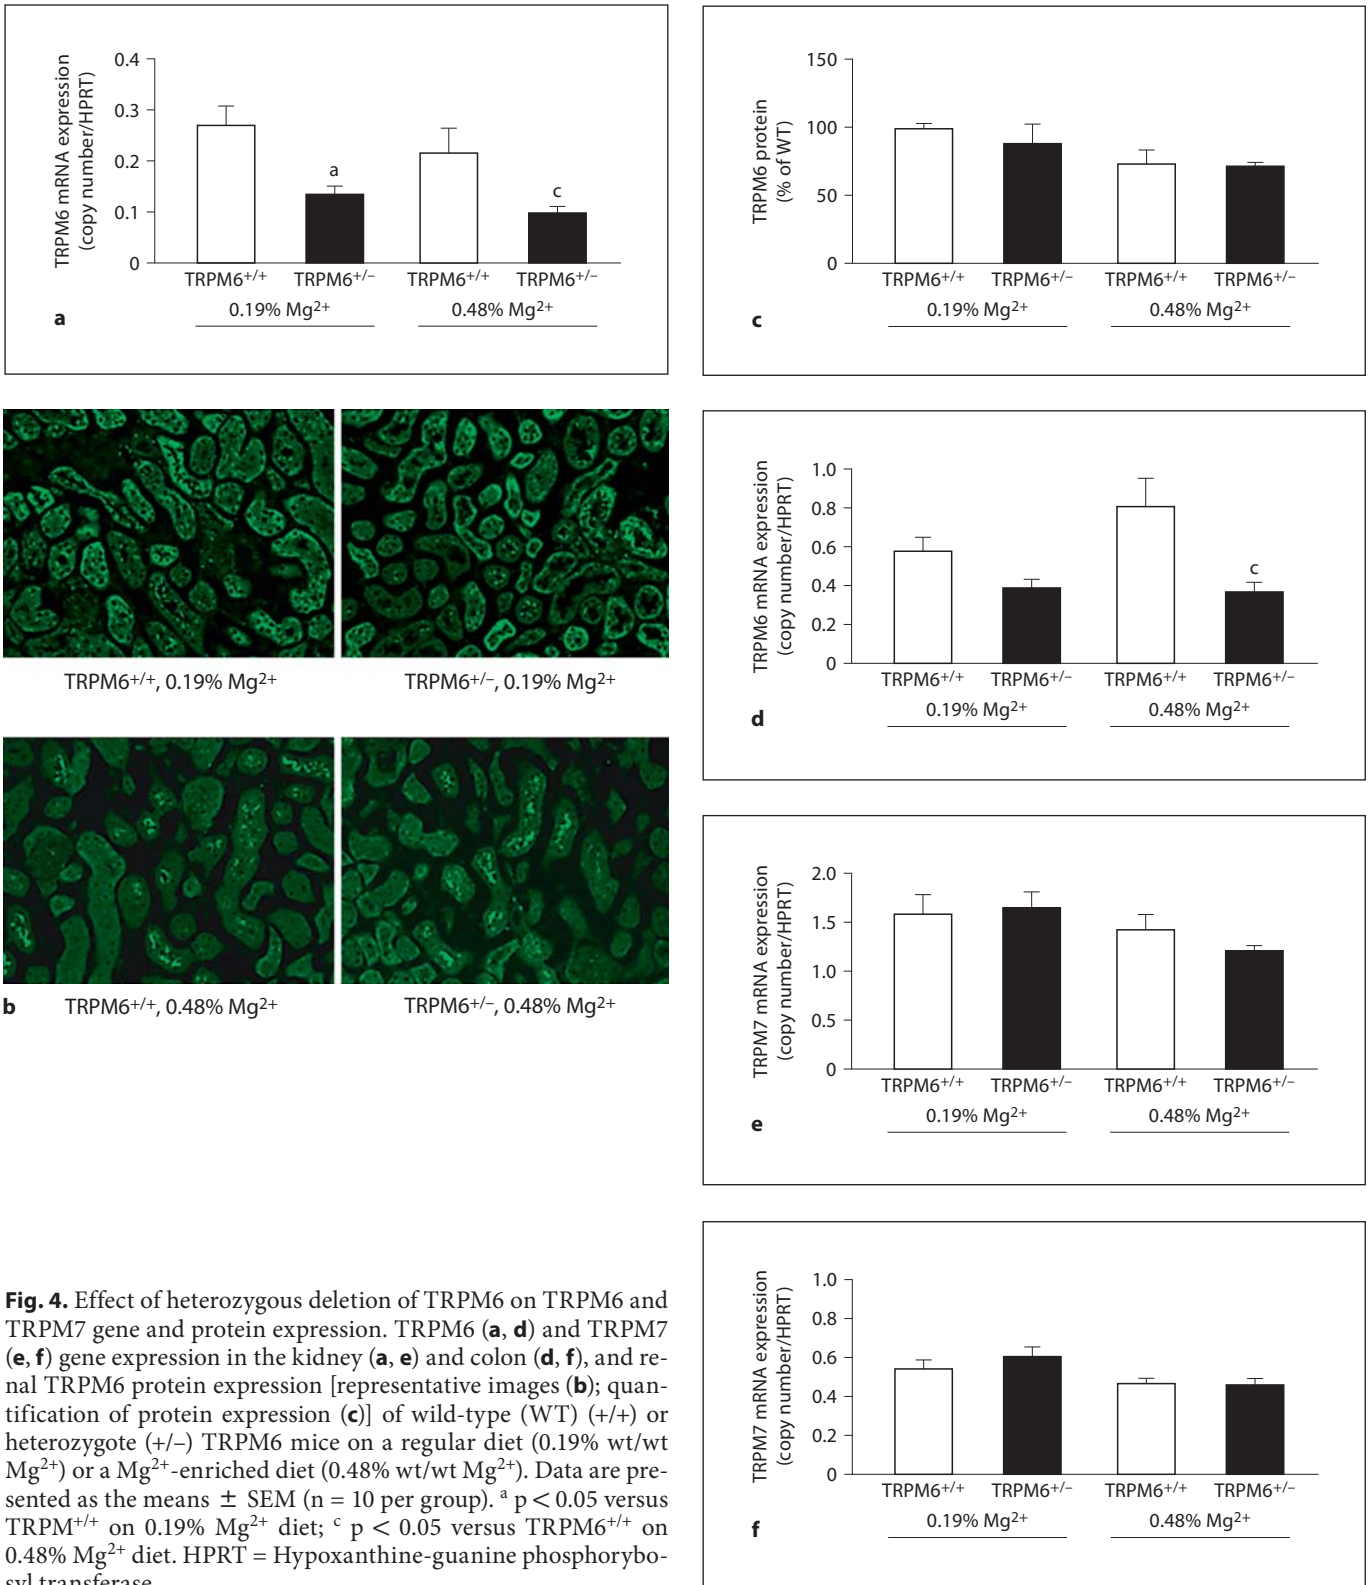 TRPM6 mRNA expression
(copy number/HPRT)
0.4
0.3
0.2
0.1
0
a
c
TRPM6+/+ TRPM6+/– TRPM6+/+ TRPM6+/–
0.19% Mg2+ 0.48% Mg2+
a
TRPM6+/+, 0.19% Mg2+ TRPM6+/–, 0.19% Mg2+
b TRPM6+/+, 0.48% Mg2+ TRPM6+/–, 0.48% Mg2+
TRPM6 protein
(% of WT)
150
100
50
0
TRPM6+/+ TRPM6+/– TRPM6+/+ TRPM6+/–
0.19% Mg2+ 0.48% Mg2+
c
TRPM6 mRNA expression
(copy number/HPRT)
1.0
0.8
0.6
0.4
0.2
0
c
TRPM6+/+ TRPM6+/– TRPM6+/+ TRPM6+/–
0.19% Mg2+ 0.48% Mg2+
d
TRPM7 mRNA expression
(copy number/HPRT)
2.0
1.5
1.0
0.5
0
TRPM6+/+ TRPM6+/– TRPM6+/+ TRPM6+/–
0.19% Mg2+ 0.48% Mg2+
e
TRPM7 mRNA expression
(copy number/HPRT)
1.0
0.8
0.6
0.4
0.2
0
TRPM6+/+ TRPM6+/– TRPM6+/+ TRPM6+/–
0.19% Mg2+ 0.48% Mg2+
f
Fig. 4. Effect of heterozygous deletion of TRPM6 on TRPM6 and
TRPM7 gene and protein expression. TRPM6 (a, d) and TRPM7
(e, f) gene expression in the kidney (a, e) and colon (d, f), and re-
nal TRPM6 protein expression [representative images (b); quan-
tification of protein expression (c)] of wild-type (WT) (+/+) or
heterozygote (+/–) TRPM6 mice on a regular diet (0.19% wt/wt
Mg2+) or a Mg2+-enriched diet (0.48% wt/wt Mg2+). Data are pre-
sented as the means ± SEM (n = 10 per group). a p < 0.05 versus
TRPM+/+ on 0.19% Mg2+ diet; c p < 0.05 versus TRPM6+/+ on
0.48% Mg2+ diet. HPRT = Hypoxanthine-guanine phosphorybo-
syl transferase.